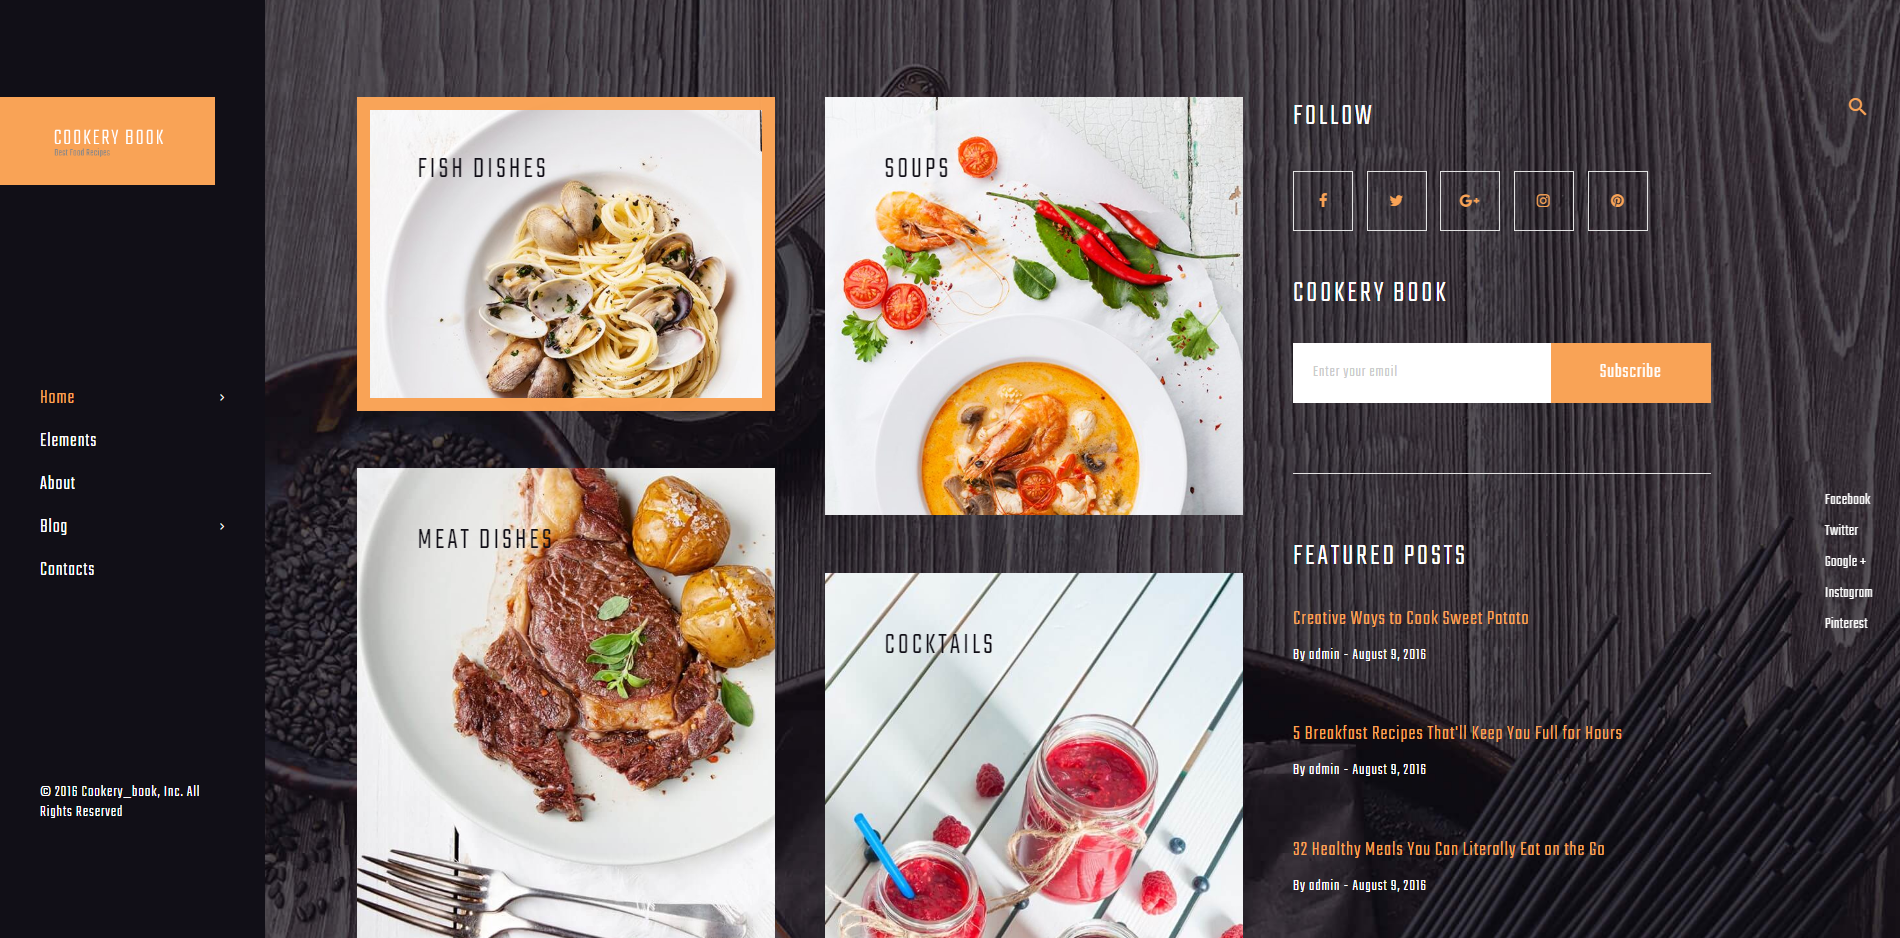 COOKERY BOOK
Best Food Recipes
Home
Elements
About
Blog
Contacts
© 2016 Cookery_book, Inc. All
Rights Reserved
FISH DISHES
MEAT DISHES
SOUPS
COCKTAILS
FOLLOW
COOKERY BOOK
Enter your email
Subscribe
FEATURED POSTS
Creative Ways to Cook Sweet Potato
By admin - August 9, 2016
5 Breakfast Recipes That'll Keep You Full for Hours
By admin - August 9, 2016
32 Healthy Meals You Can Literally Eat on the Go
By admin - August 9, 2016
Facebook
Twitter
Google +
Instagram
Pinterest